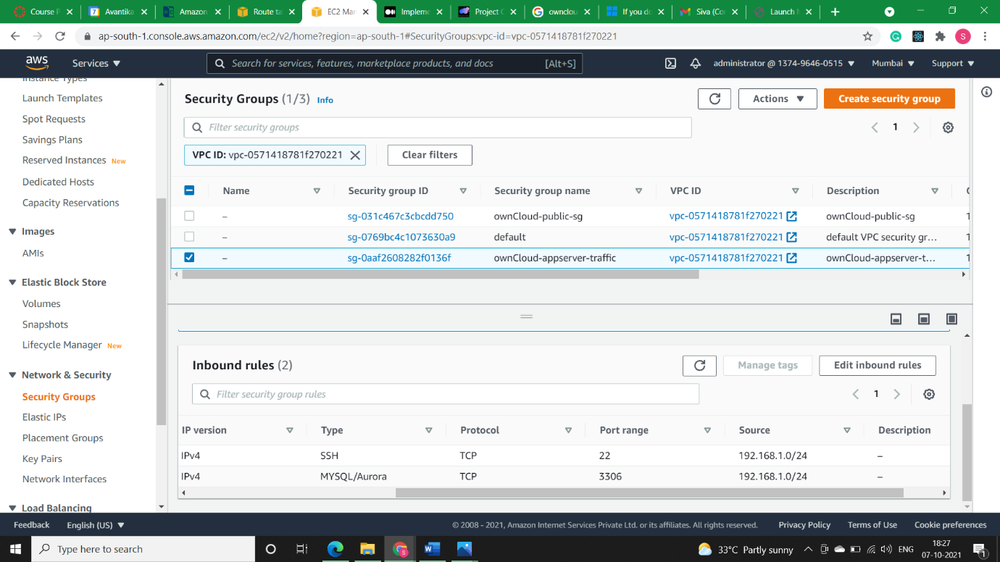 Course P
Avantika
Amazon
Route ta
EC2 Mar
Impleme
Project C
ownclou
If you do
Siva (Co
Launch M
ap-south-1.console.aws.amazon.com/ec2/v2/home?region=ap-south-1#SecurityGroups:vpc-id=vpc-0571418781f270221
S
aws
Services ▼
Search for services, features, marketplace products, and docs
[Alt+S]
administrator @ 1374-9646-0515 ▼
Mumbai ▼
Support ▼
Instance Types
Launch Templates
Spot Requests
Savings Plans
Reserved Instances New
Dedicated Hosts
Capacity Reservations
▼ Images
AMIs
▼ Elastic Block Store
Volumes
Snapshots
Lifecycle Manager New
▼ Network & Security
Security Groups
Elastic IPs
Placement Groups
Key Pairs
Network Interfaces
▼ Load Balancing
Security Groups (1/3) Info
Actions ▼
Create security group
Filter security groups
1
VPC ID: vpc-0571418781f270221
Clear filters
Name Security group ID Security group name VPC ID Description
– sg-031c467c3cbcdd750 ownCloud-public-sg vpc-0571418781f270221 ownCloud-public-sg 1
– sg-0769bc4c1073630a9 default vpc-0571418781f270221 default VPC security gr... 1
– sg-0aaf2608282f0136f ownCloud-appserver-traffic vpc-0571418781f270221 ownCloud-appserver-t... 1
Inbound rules (2)
Manage tags
Edit inbound rules
Filter security group rules
1
IP version Type Protocol Port range Source Description
IPv4 SSH TCP 22 192.168.1.0/24 –
IPv4 MYSQL/Aurora TCP 3306 192.168.1.0/24 –
Feedback
English (US) ▼
© 2008 - 2021, Amazon Internet Services Private Ltd. or its affiliates. All rights reserved.
Privacy Policy
Terms of Use
Cookie preferences
Type here to search
33°C Partly sunny
ENG
18:27
07-10-2021
1